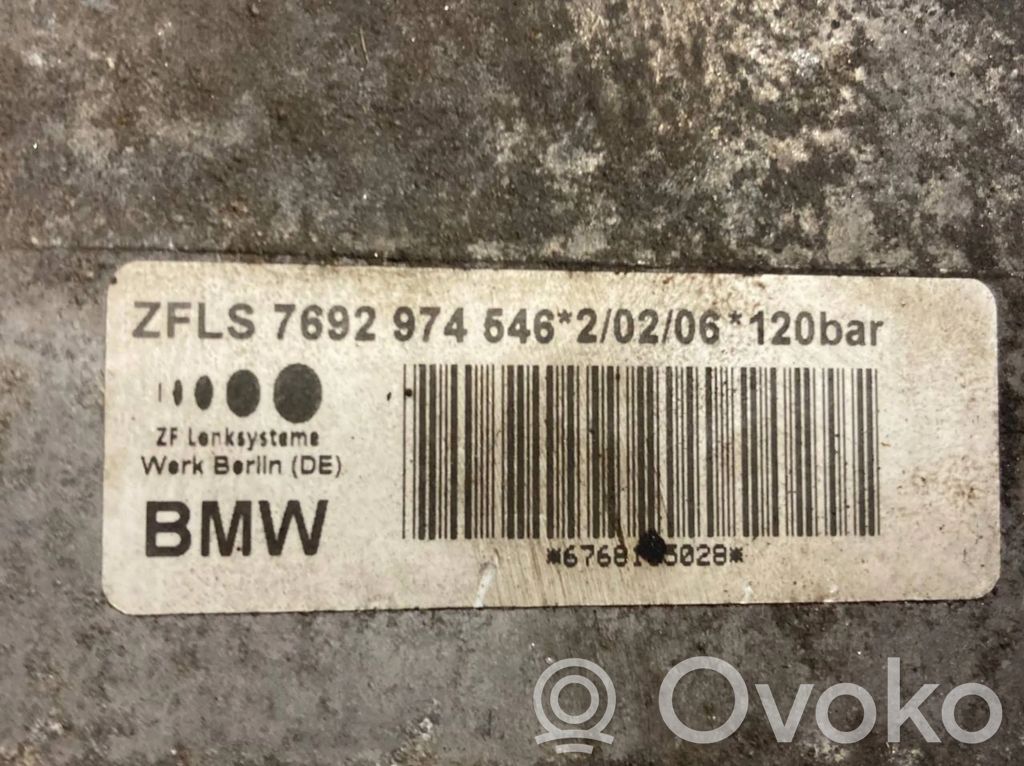 ZFLS 7692 974 546*2/02/06*120bar
ZF Lenksysteme
Werk Berlin (DE)
BMW
Ovoko